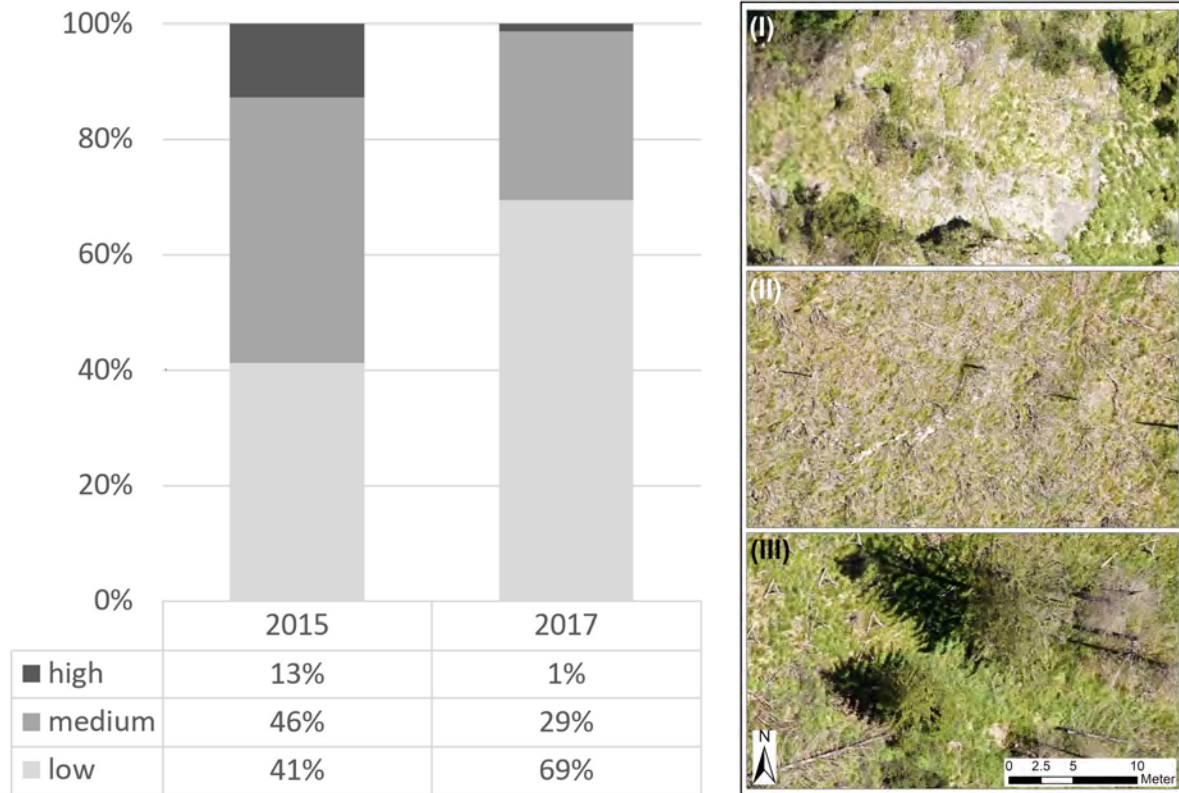 100%
80%
60%
40%
20%
0%
2015 2017
high 13% 1%
medium 46% 29%
low 41% 69%
(I)
(II)
(III)
N
0 2.5 5 10
Meter